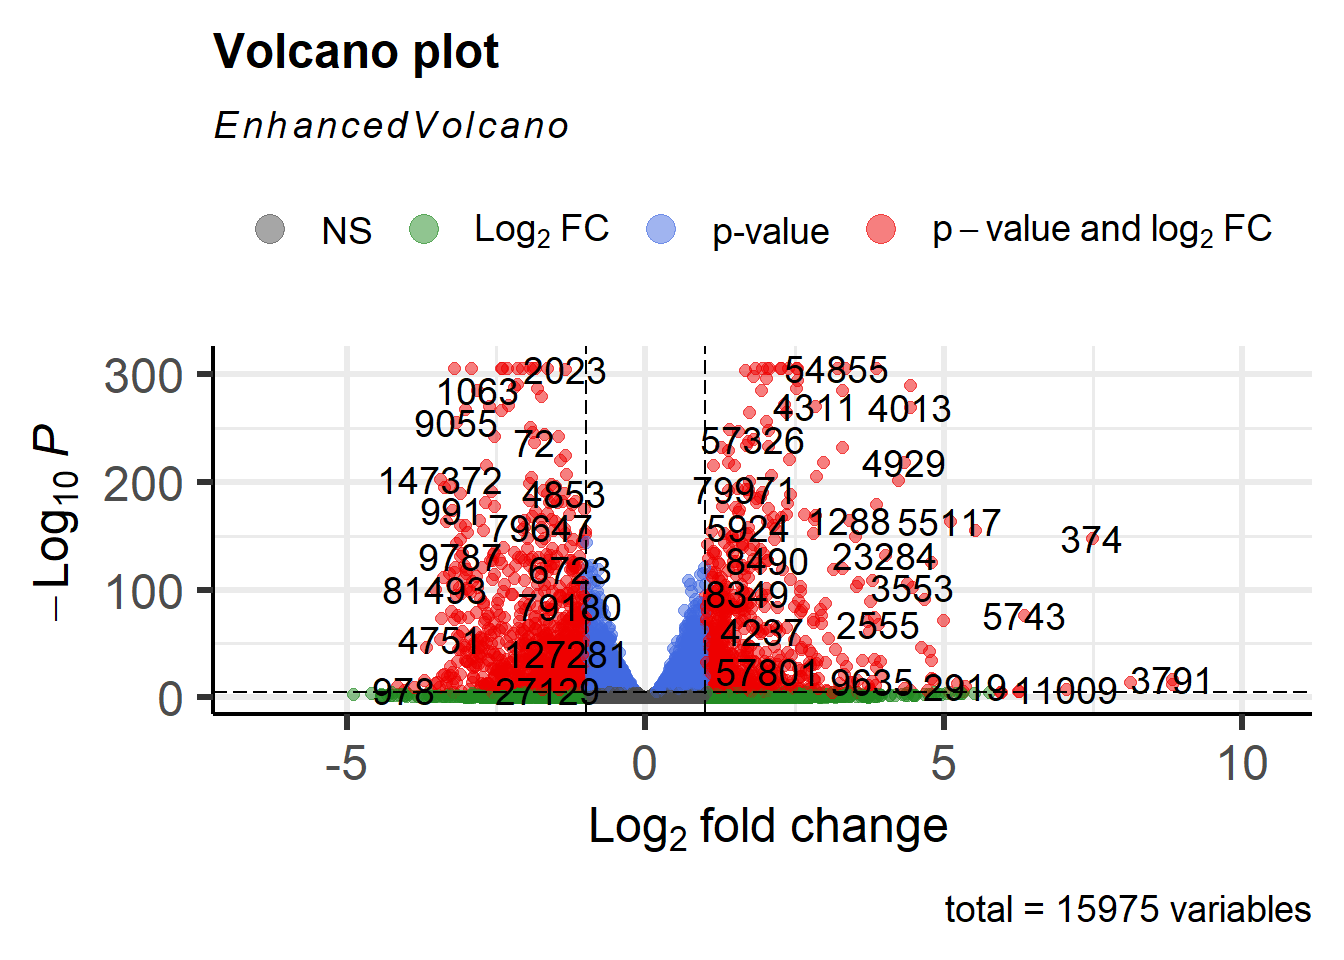 Volcano plot
EnhancedVolcano
NS Log2 FC p-value p − value and log2 FC
−Log10 P
300
200
100
0
2023 54855
1063 4311 4013
9055 57326
72 4929
147372 4853 79971
991 79647 5924 1288 55117
374
9787 6723 8490 23284
81493 79180 8349 3553
4751 4237 2555 5743
127281 57801
978 27129 9635 2919 11009 3791
-5 0 5 10
Log2 fold change
total = 15975 variables